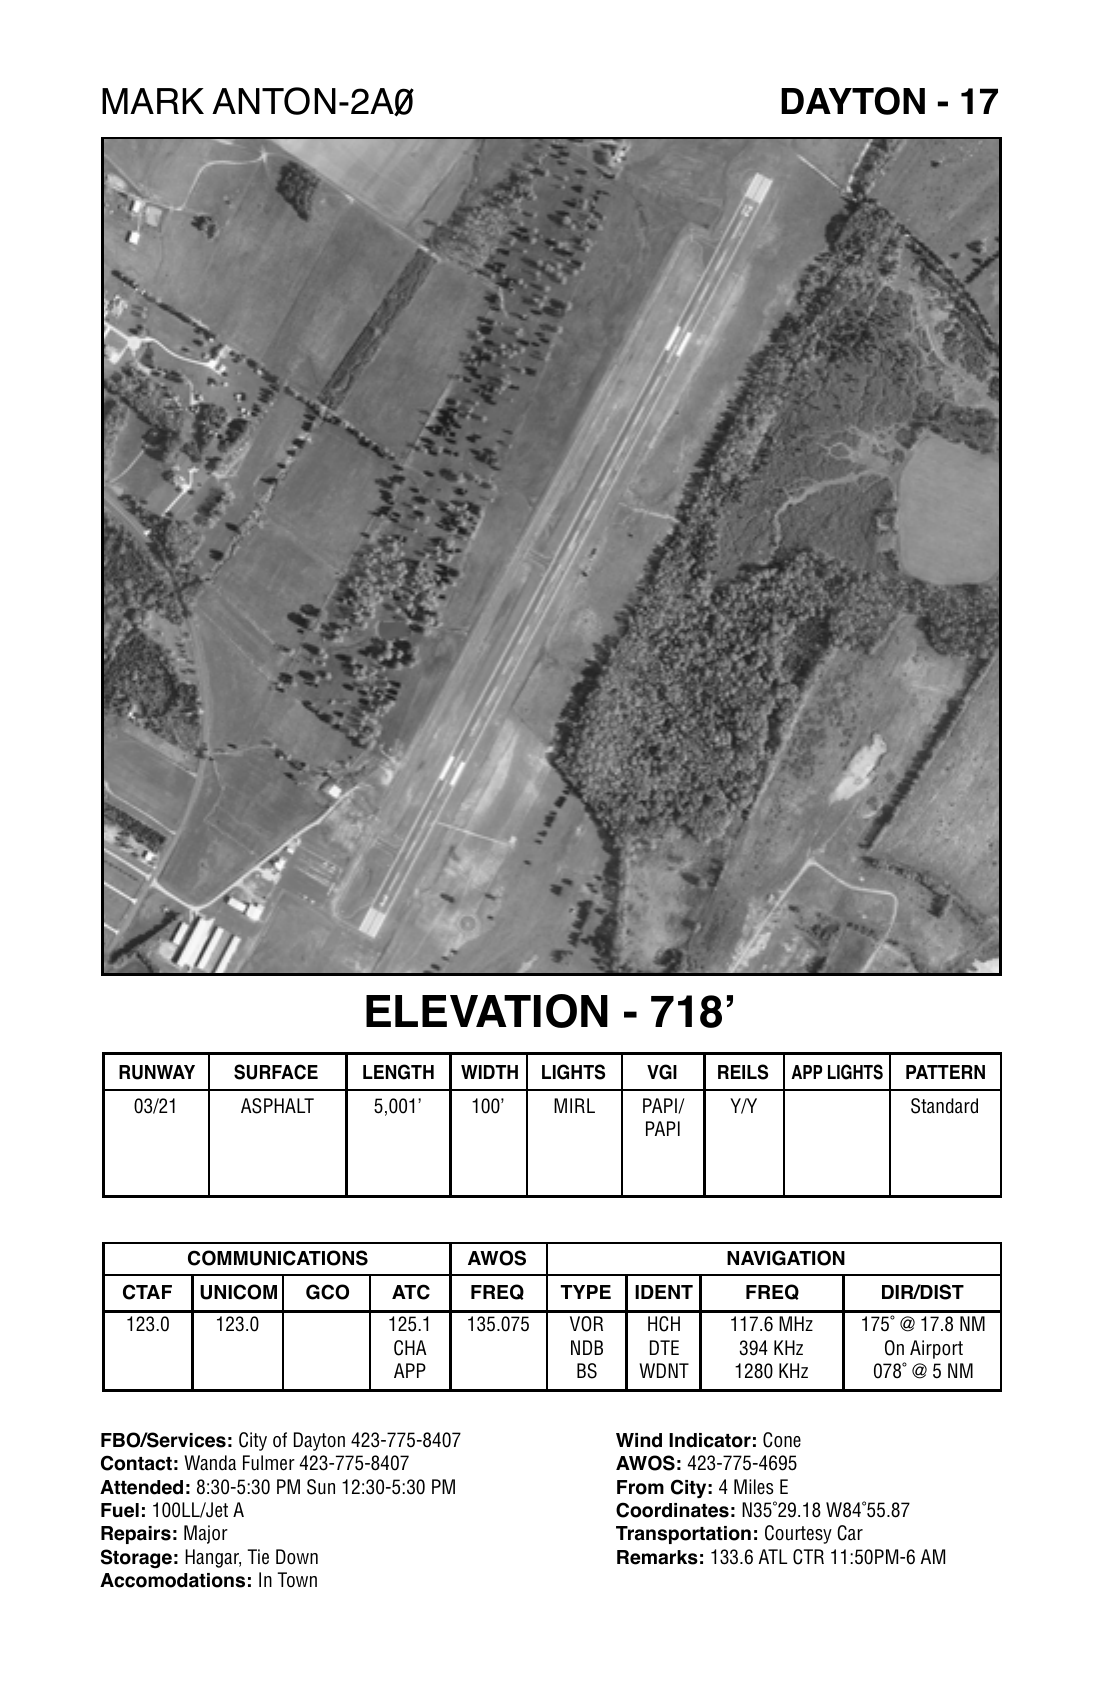 MARK ANTON-2AØ
DAYTON - 17
ELEVATION - 718’
RUNWAY SURFACE LENGTH WIDTH LIGHTS VGI REILS APP LIGHTS PATTERN
03/21 ASPHALT 5,001’ 100’ MIRL PAPI/ Y/Y Standard
PAPI
COMMUNICATIONS AWOS NAVIGATION
CTAF UNICOM GCO ATC FREQ TYPE IDENT FREQ DIR/DIST
123.0 123.0 125.1 135.075 VOR HCH 117.6 MHz 175˚ @ 17.8 NM
CHA NDB DTE 394 KHz On Airport
APP BS WDNT 1280 KHz 078˚ @ 5 NM
FBO/Services: City of Dayton 423-775-8407
Contact: Wanda Fulmer 423-775-8407
Attended: 8:30-5:30 PM Sun 12:30-5:30 PM
Fuel: 100LL/Jet A
Repairs: Major
Storage: Hangar, Tie Down
Accomodations: In Town
Wind Indicator: Cone
AWOS: 423-775-4695
From City: 4 Miles E
Coordinates: N35˚29.18 W84˚55.87
Transportation: Courtesy Car
Remarks: 133.6 ATL CTR 11:50PM-6 AM